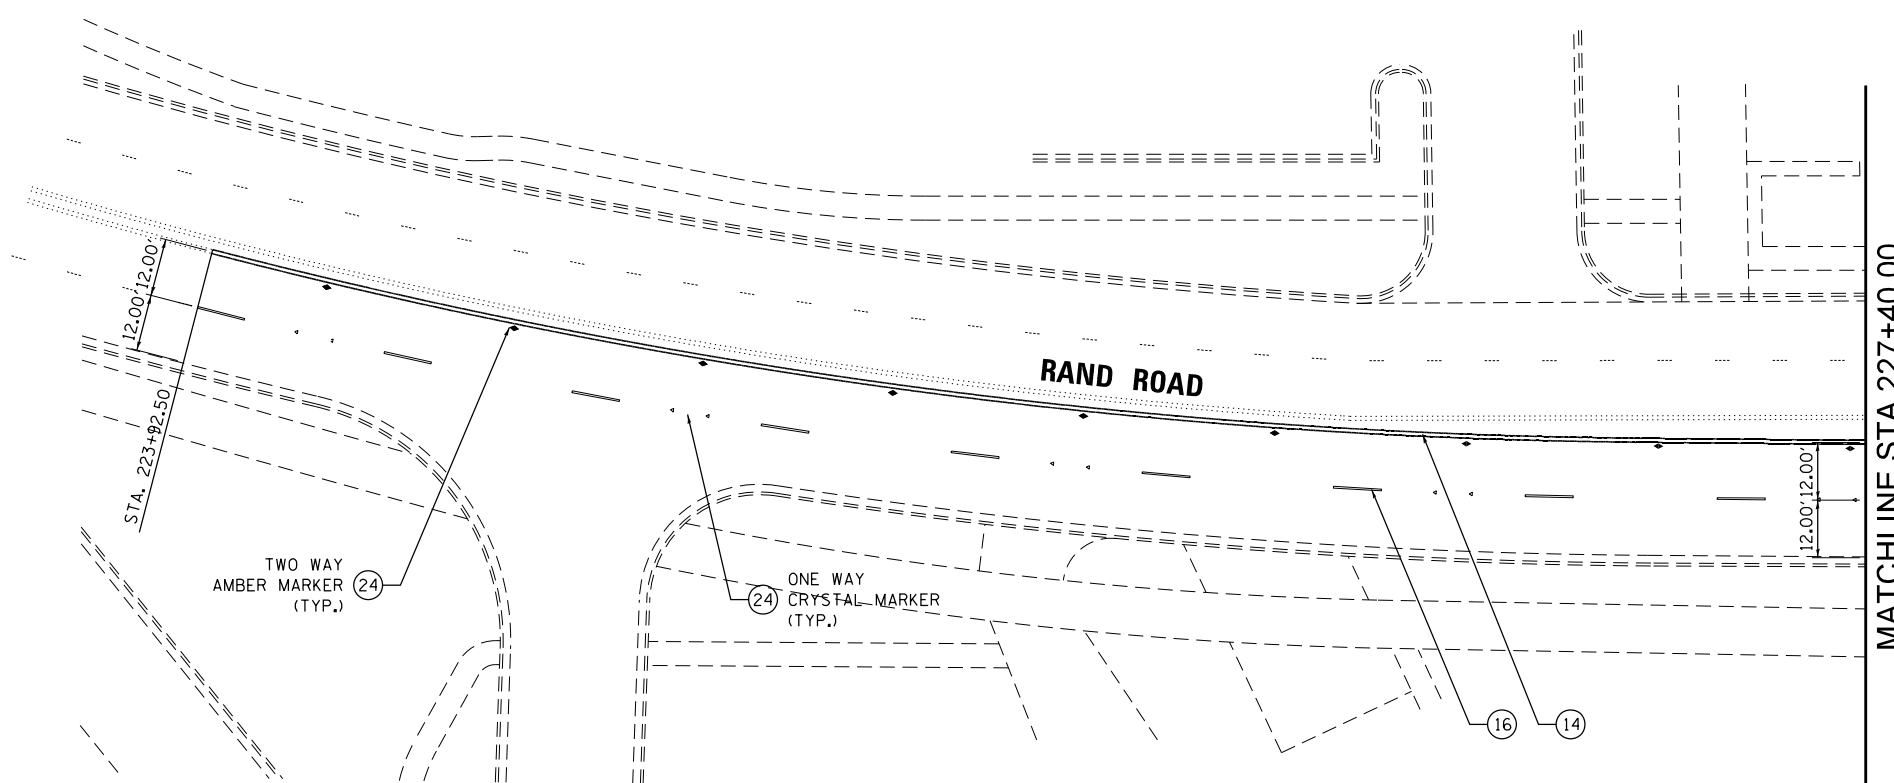 12.00'
12.00'
STA. 223+92.50
RAND ROAD
TWO WAY
AMBER MARKER
(TYP.)
24
24
ONE WAY
CRYSTAL MARKER
(TYP.)
16
14
12.00'
12.00'
MATCHLINE STA 227+40.00